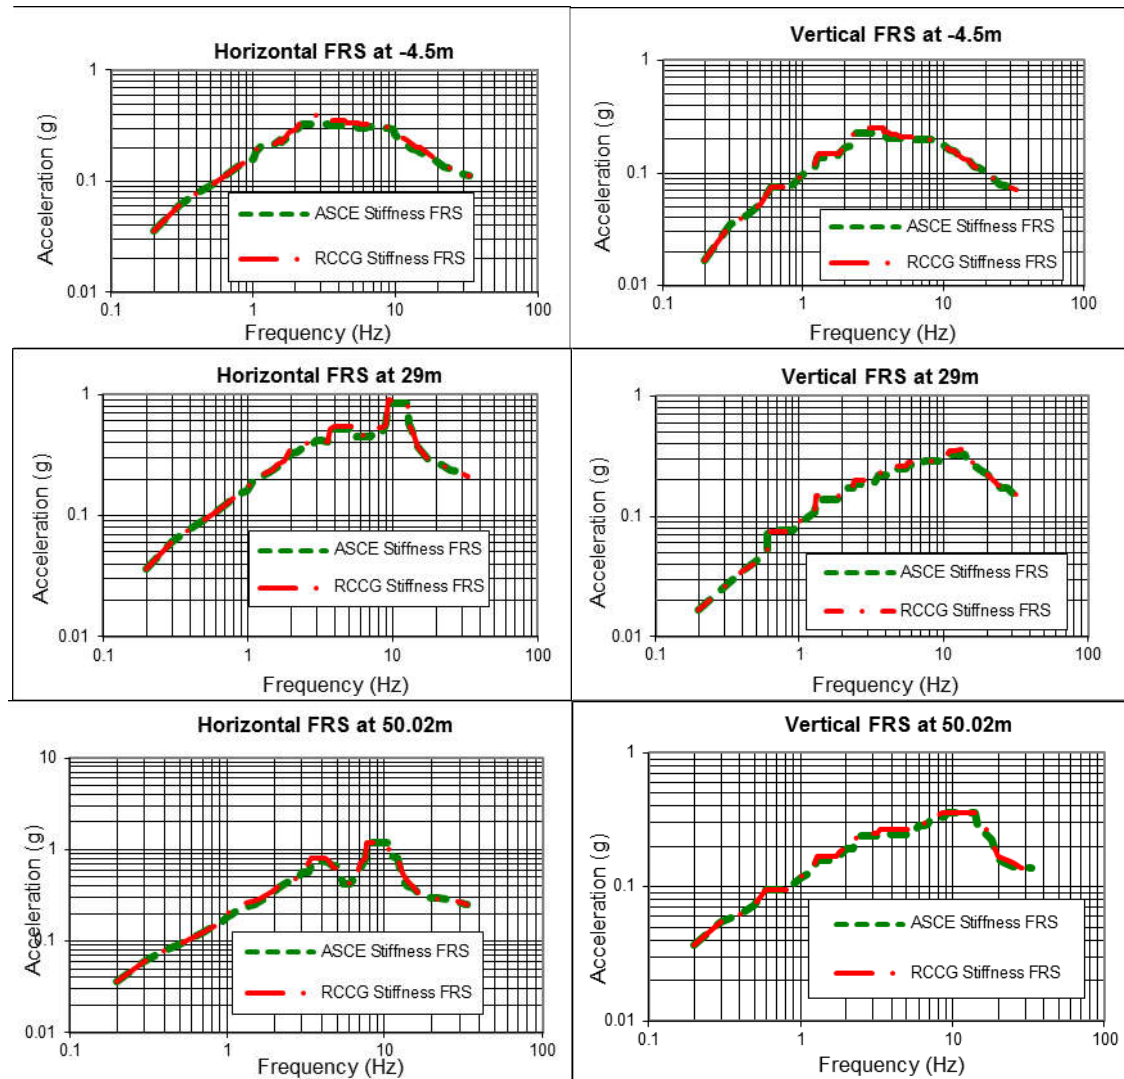 Horizontal FRS at -4.5m
1
0.1
0.01
Acceleration (g)
ASCE Stiffness FRS
RCCG Stiffness FRS
0.1 1 10 100
Frequency (Hz)
Vertical FRS at -4.5m
1
0.1
0.01
Acceleration (g)
ASCE Stiffness FRS
RCCG Stiffness FRS
0.1 1 10 100
Frequency (Hz)
Horizontal FRS at 29m
1
0.1
0.01
Acceleration (g)
ASCE Stiffness FRS
RCCG Stiffness FRS
0.1 1 10 100
Frequency (Hz)
Vertical FRS at 29m
1
0.1
0.01
Acceleration (g)
ASCE Stiffness FRS
RCCG Stiffness FRS
0.1 1 10 100
Frequency (Hz)
Horizontal FRS at 50.02m
10
1
0.1
0.01
Acceleration (g)
ASCE Stiffness FRS
RCCG Stiffness FRS
0.1 1 10 100
Frequency (Hz)
Vertical FRS at 50.02m
1
0.1
0.01
Acceleration (g)
ASCE Stiffness FRS
RCCG Stiffness FRS
0.1 1 10 100
Frequency (Hz)